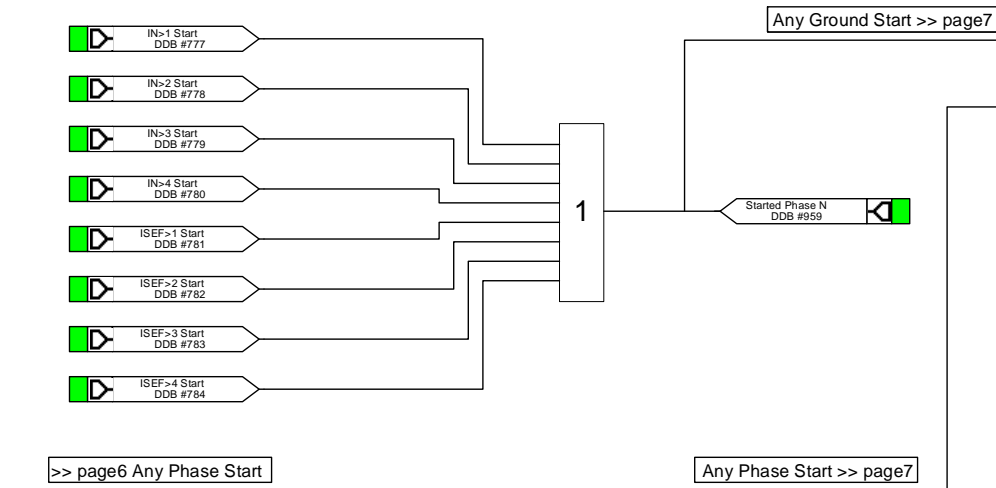 Any Ground Start >> page7
IN>1 Start
DDB #777
IN>2 Start
DDB #778
IN>3 Start
DDB #779
IN>4 Start
DDB #780
ISEF>1 Start
DDB #781
ISEF>2 Start
DDB #782
ISEF>3 Start
DDB #783
ISEF>4 Start
DDB #784
1
Started Phase N
DDB #959
>> page6 Any Phase Start
Any Phase Start >> page7